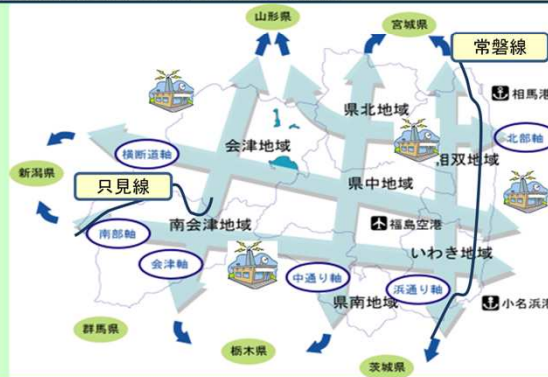 山形県
宮城県
常磐線
相馬港
県北地域
北部軸
会津地域
相双地域
横断道軸
新潟県
県中地域
只見線
福島空港
南会津地域
南部軸
いわき地域
会津軸
中通り軸
浜通り軸
県南地域
小名浜港
群馬県
栃木県
茨城県